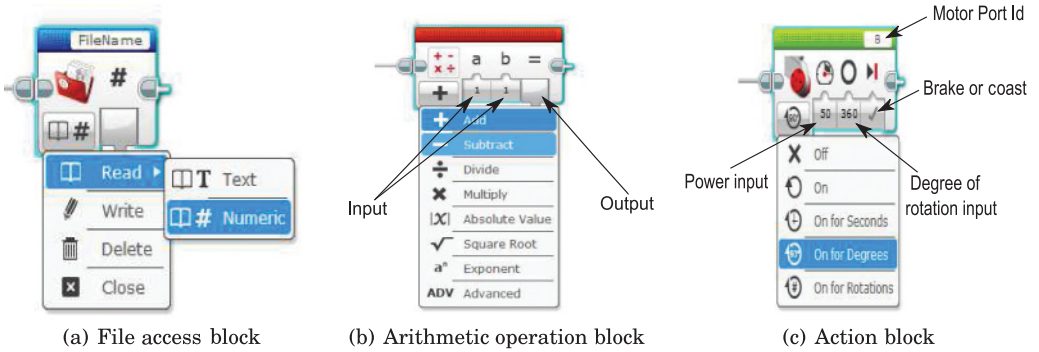 FileName
#
#
Read
T Text
# Numeric
Write
Delete
Close
(a) File access block
a b =
1 1
Add
Subtract
Divide
Multiply
|X| Absolute Value
Square Root
aⁿ Exponent
ADV Advanced
Input
Output
(b) Arithmetic operation block
Motor Port Id
B
Brake or coast
50 360
Power input
Degree of
rotation input
Off
On
On for Seconds
On for Degrees
# On for Rotations
(c) Action block